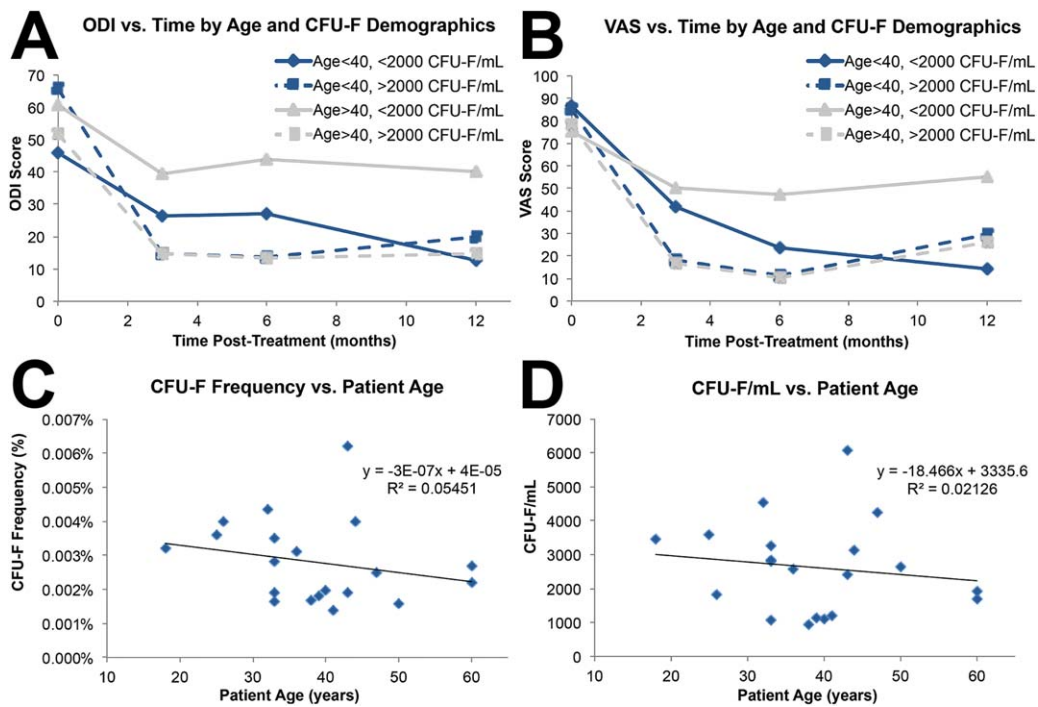 A
ODI vs. Time by Age and CFU-F Demographics
Age<40, <2000 CFU-F/mL
Age<40, >2000 CFU-F/mL
Age>40, <2000 CFU-F/mL
Age>40, >2000 CFU-F/mL
ODI Score
70
60
50
40
30
20
10
0
0 2 4 6 8 10 12
Time Post-Treatment (months)
B
VAS vs. Time by Age and CFU-F Demographics
Age<40, <2000 CFU-F/mL
Age<40, >2000 CFU-F/mL
Age>40, <2000 CFU-F/mL
Age>40, >2000 CFU-F/mL
VAS Score
100
90
80
70
60
50
40
30
20
10
0
0 2 4 6 8 10 12
Time Post-Treatment (months)
C
CFU-F Frequency vs. Patient Age
CFU-F Frequency (%)
0.007%
0.006%
0.005%
0.004%
0.003%
0.002%
0.001%
0.000%
y = -3E-07x + 4E-05
R² = 0.05451
10 20 30 40 50 60
Patient Age (years)
D
CFU-F/mL vs. Patient Age
CFU-F/mL
7000
6000
5000
4000
3000
2000
1000
0
y = -18.466x + 3335.6
R² = 0.02126
10 20 30 40 50 60
Patient Age (years)